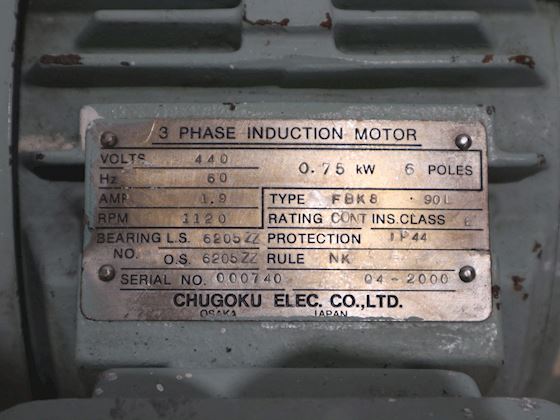 3 PHASE INDUCTION MOTOR
VOLTS 440
Hz 60
0.75 kW 6 POLES
AMP 1.9
TYPE FBK8 · 90L
RPM 1120
RATING CONT INS.CLASS E
BEARING L.S. 6205ZZ
PROTECTION IP44
NO. O.S. 6205ZZ
RULE NK
SERIAL NO. 000740 04-2000
CHUGOKU ELEC. CO.,LTD.
OSAKA JAPAN